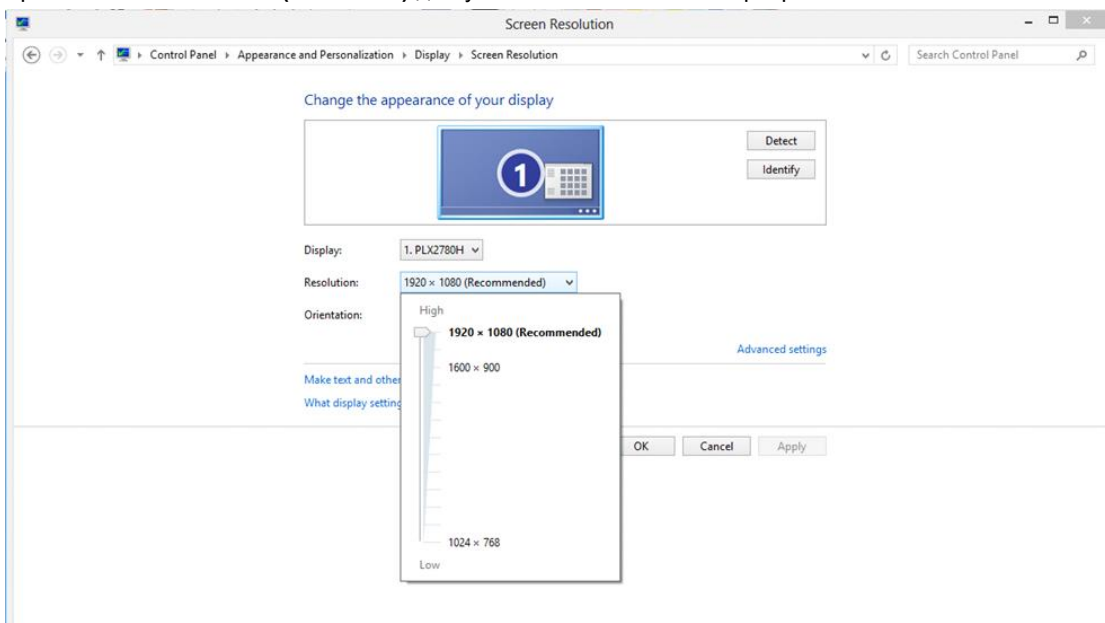 Screen Resolution
Control Panel Appearance and Personalization Display Screen Resolution
Search Control Panel
Change the appearance of your display
1
Detect
Identify
Display:
1. PLX2780H
Resolution:
1920 × 1080 (Recommended)
Orientation:
High
1920 × 1080 (Recommended)
1600 × 900
1024 × 768
Low
Advanced settings
Make text and other
What display setting
OK
Cancel
Apply